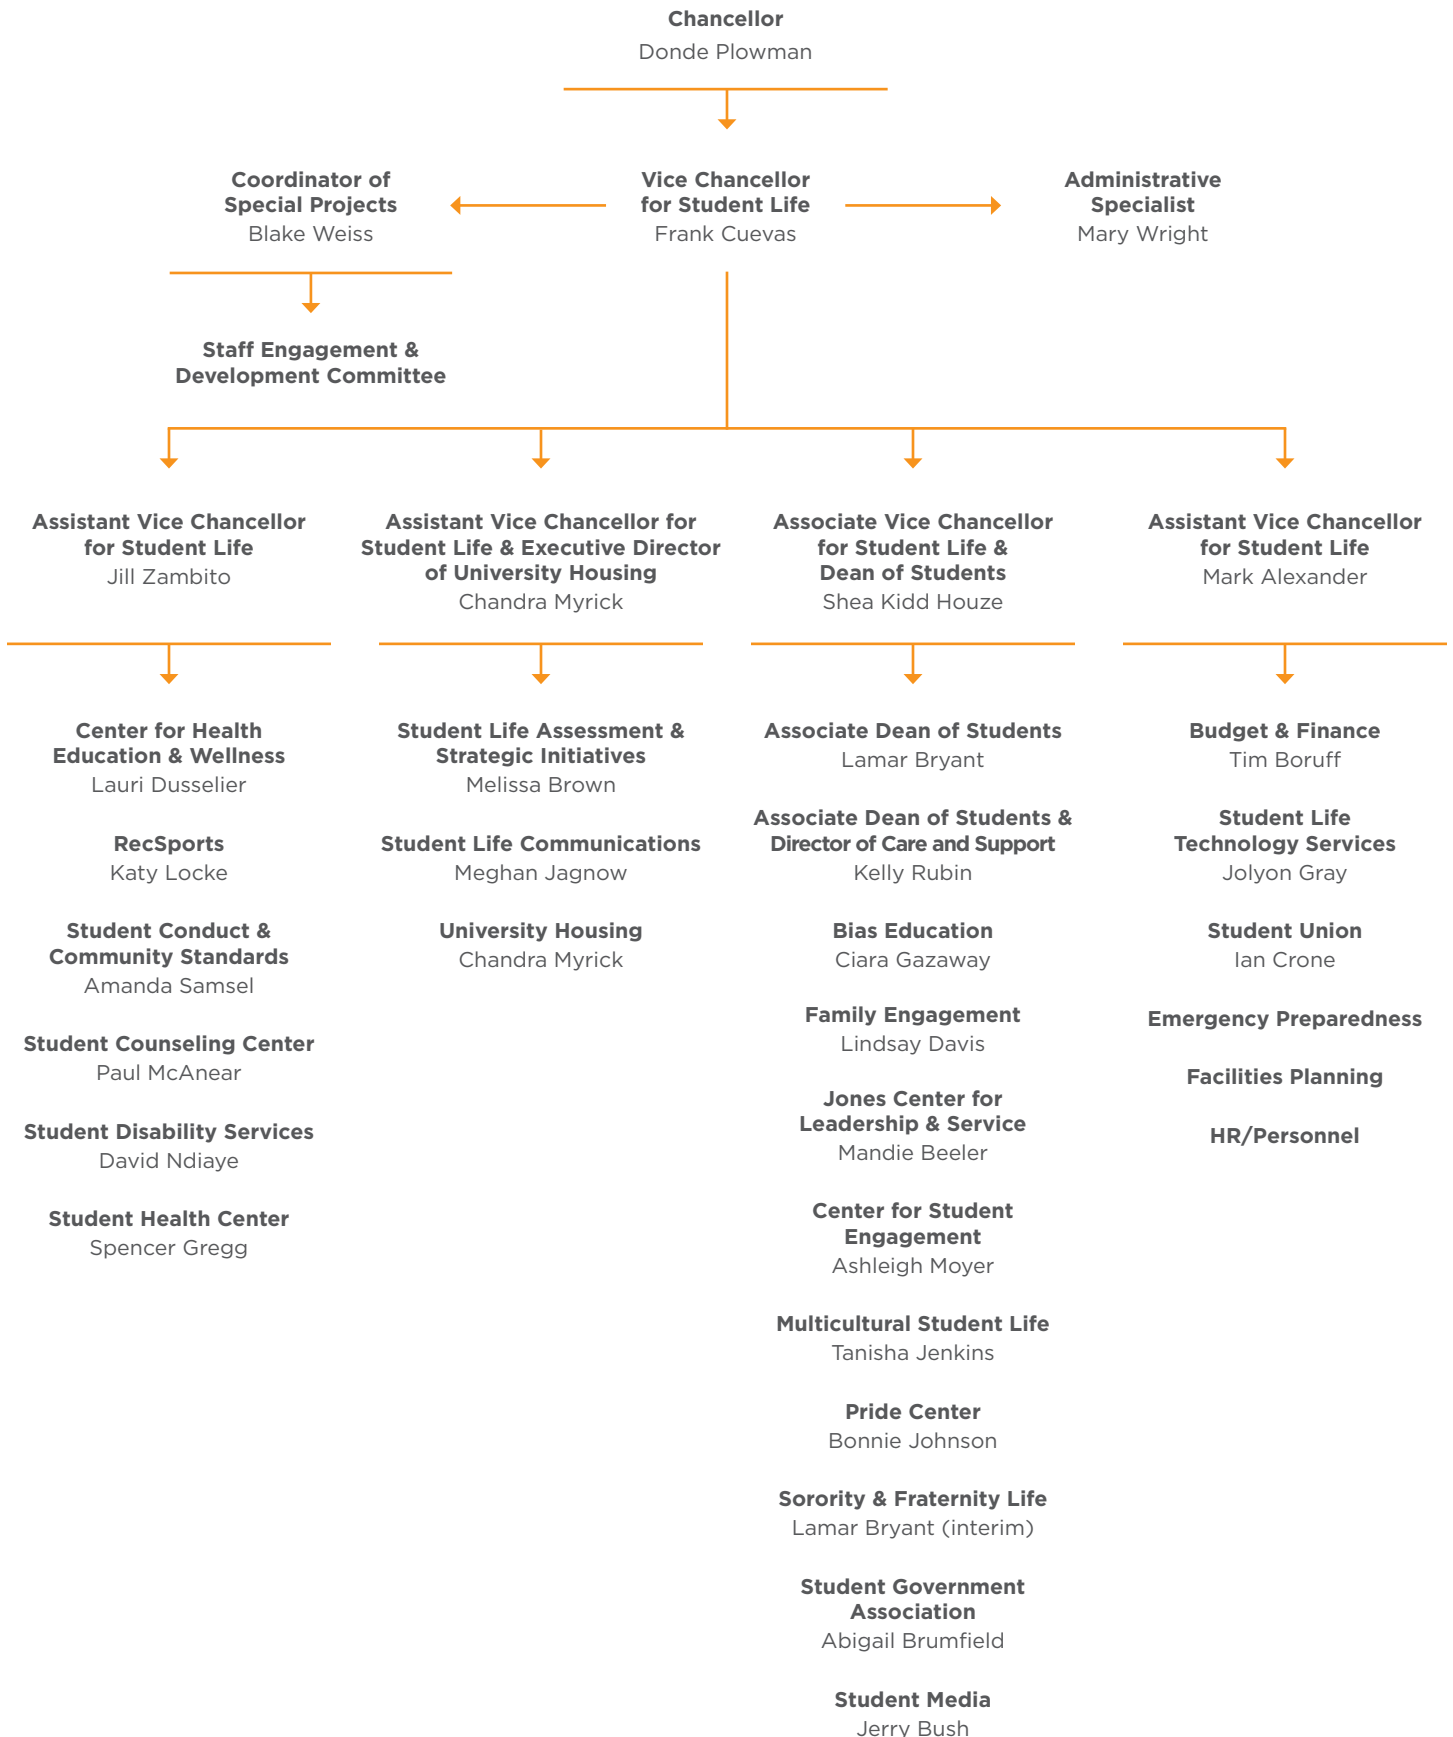 Chancellor
Donde Plowman
Coordinator of
Special Projects
Blake Weiss
Vice Chancellor
for Student Life
Frank Cuevas
Administrative
Specialist
Mary Wright
Staff Engagement &
Development Committee
Assistant Vice Chancellor
for Student Life
Jill Zambito
Assistant Vice Chancellor for
Student Life & Executive Director
of University Housing
Chandra Myrick
Associate Vice Chancellor
for Student Life &
Dean of Students
Shea Kidd Houze
Assistant Vice Chancellor
for Student Life
Mark Alexander
Center for Health
Education & Wellness
Lauri Dusselier
RecSports
Katy Locke
Student Conduct &
Community Standards
Amanda Samsel
Student Counseling Center
Paul McAnear
Student Disability Services
David Ndiaye
Student Health Center
Spencer Gregg
Student Life Assessment &
Strategic Initiatives
Melissa Brown
Student Life Communications
Meghan Jagnow
University Housing
Chandra Myrick
Associate Dean of Students
Lamar Bryant
Associate Dean of Students &
Director of Care and Support
Kelly Rubin
Bias Education
Ciara Gazaway
Family Engagement
Lindsay Davis
Jones Center for
Leadership & Service
Mandie Beeler
Center for Student
Engagement
Ashleigh Moyer
Multicultural Student Life
Tanisha Jenkins
Pride Center
Bonnie Johnson
Sorority & Fraternity Life
Lamar Bryant (interim)
Student Government
Association
Abigail Brumfield
Student Media
Jerry Bush
Budget & Finance
Tim Boruff
Student Life
Technology Services
Jolyon Gray
Student Union
Ian Crone
Emergency Preparedness
Facilities Planning
HR/Personnel